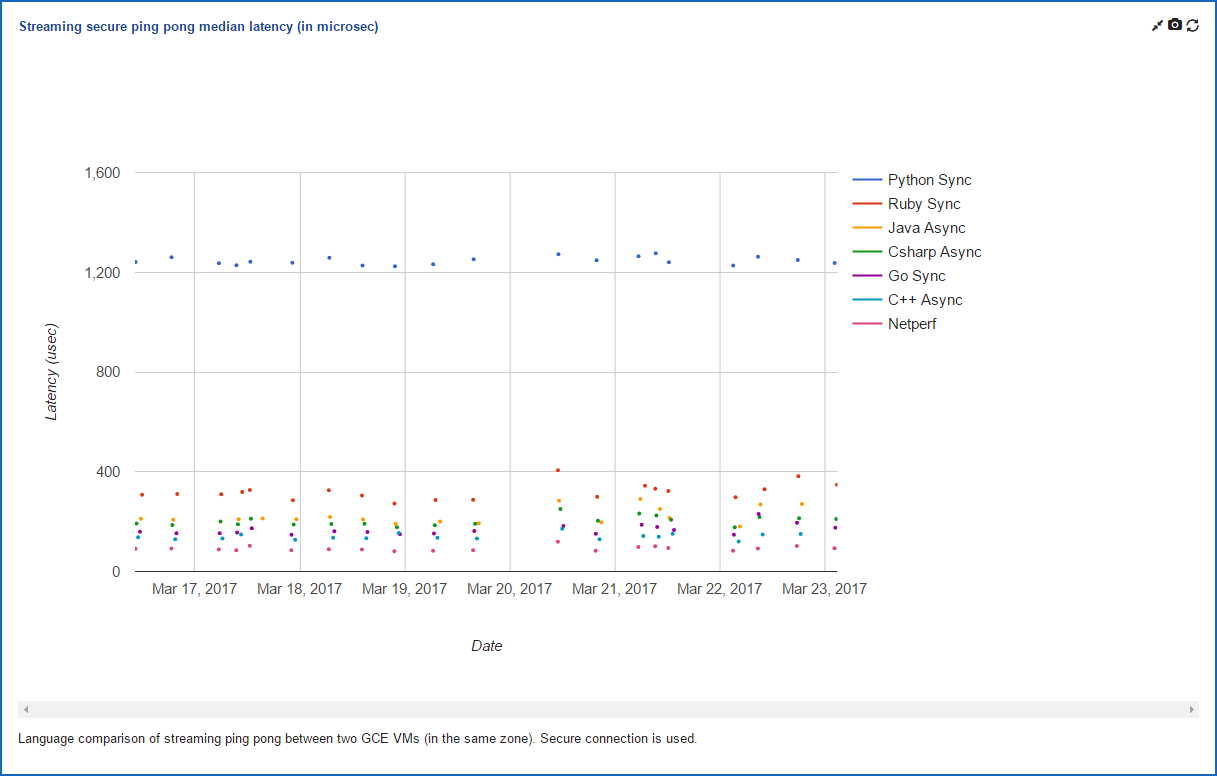 Streaming secure ping pong median latency (in microsec)
1,600
1,200
800
400
0
Latency (usec)
Mar 17, 2017 Mar 18, 2017 Mar 19, 2017 Mar 20, 2017 Mar 21, 2017 Mar 22, 2017 Mar 23, 2017
Date
Python Sync
Ruby Sync
Java Async
Csharp Async
Go Sync
C++ Async
Netperf
Language comparison of streaming ping pong between two GCE VMs (in the same zone). Secure connection is used.